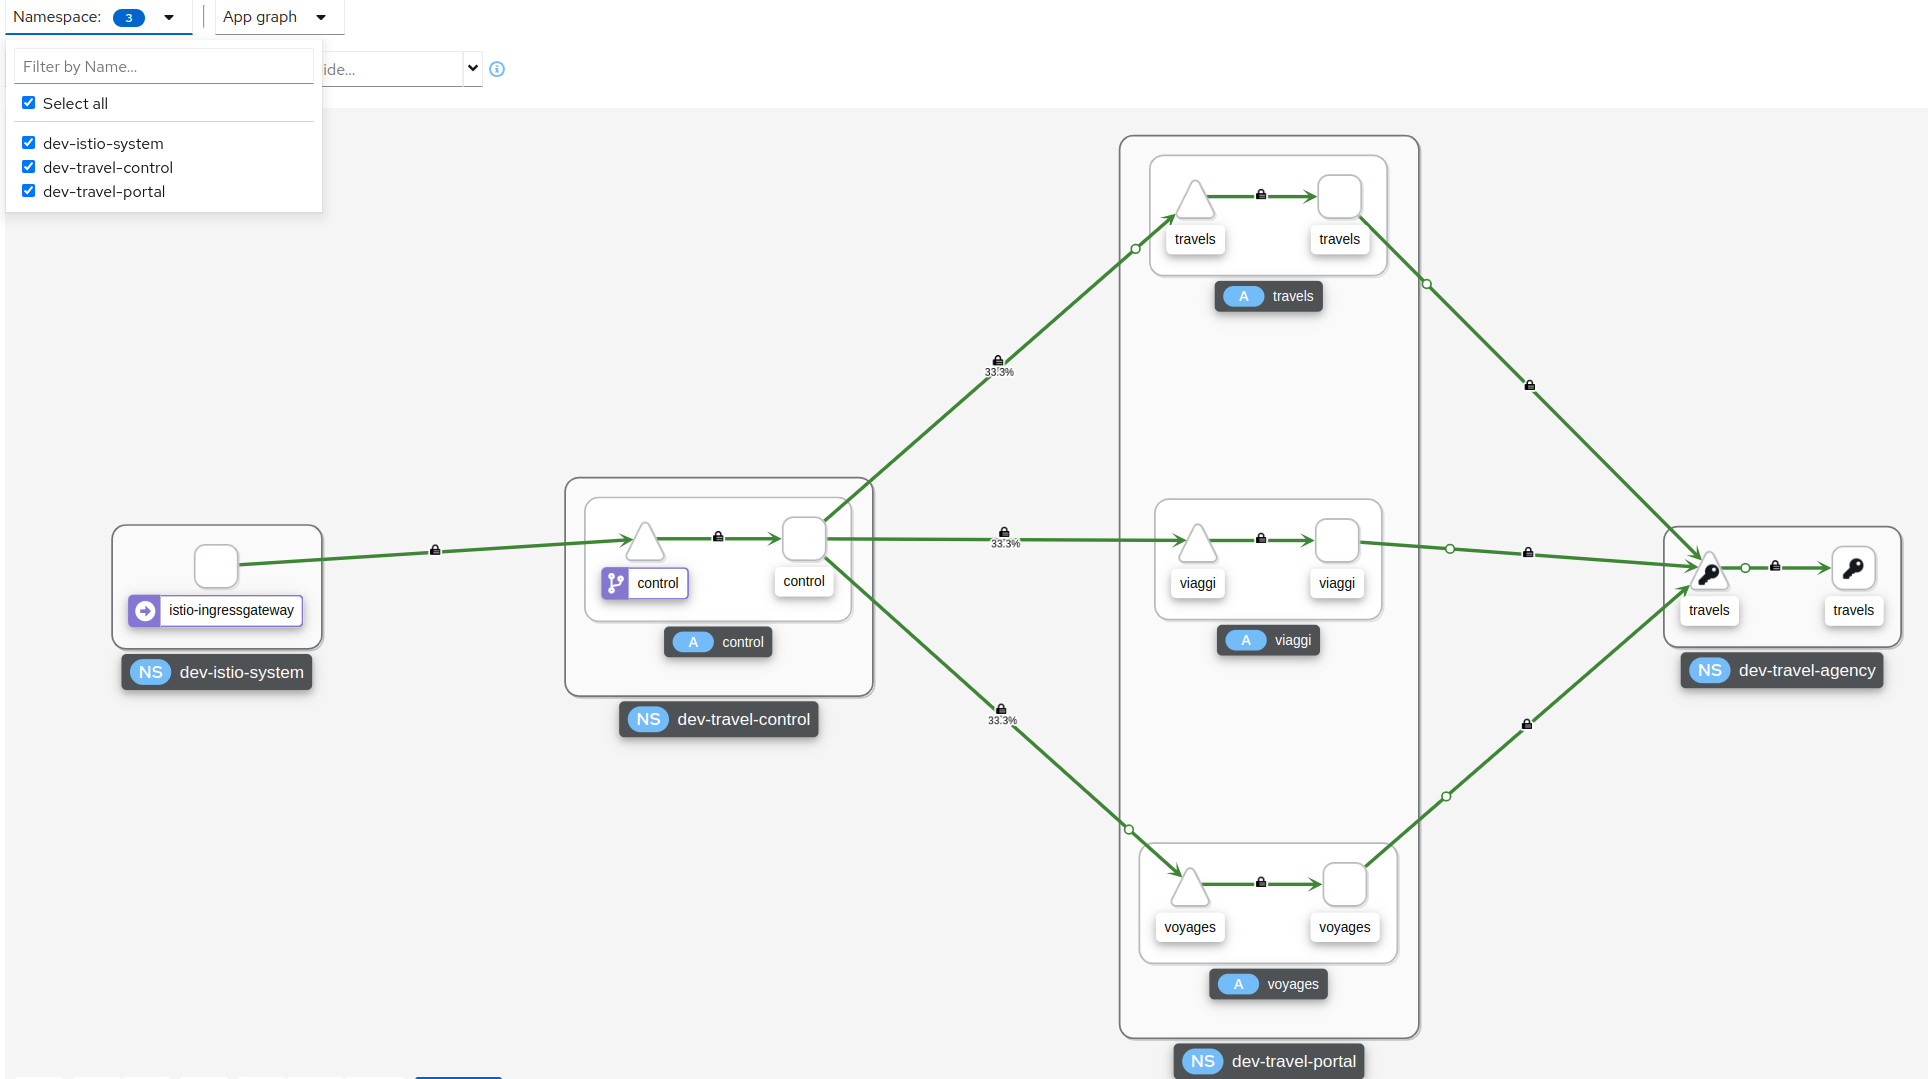 Namespace: 3
App graph
Filter by Name...
ide...
Select all
dev-istio-system
dev-travel-control
dev-travel-portal
travels
travels
A travels
33.3%
33.3%
33.3%
istio-ingressgateway
NS dev-istio-system
control
control
A control
NS dev-travel-control
viaggi
viaggi
A viaggi
travels
travels
NS dev-travel-agency
voyages
voyages
A voyages
NS dev-travel-portal